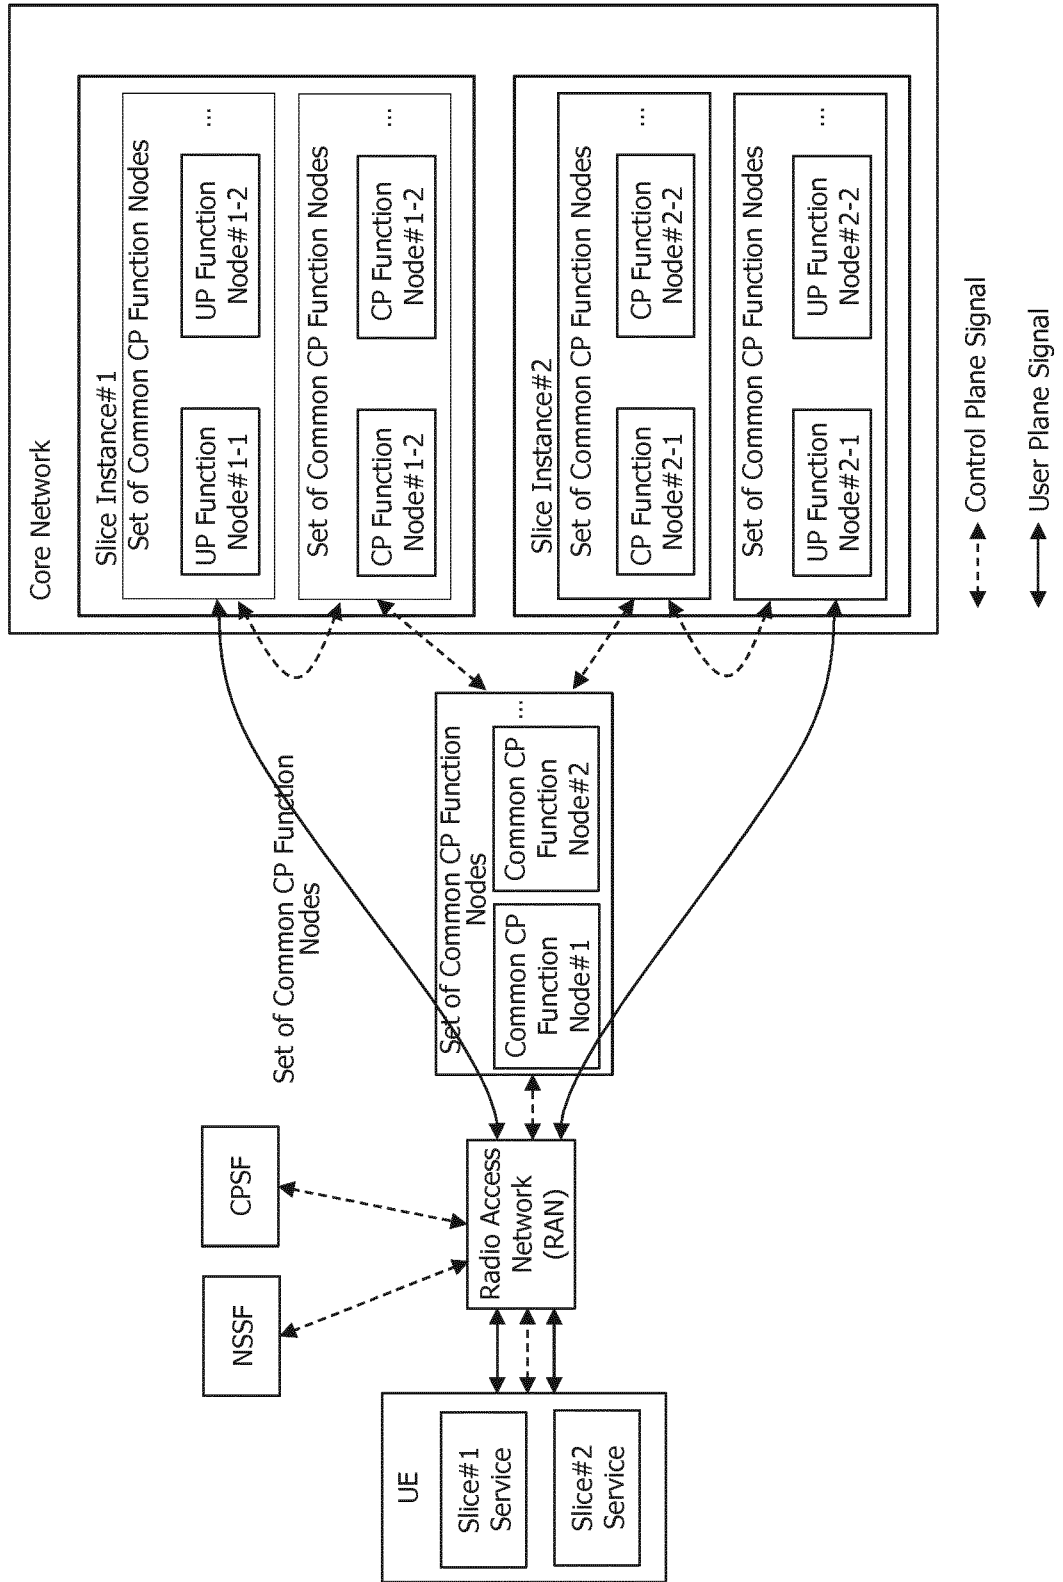 Core Network
Slice Instance#1
Set of Common CP Function Nodes
UP Function
Node#1-1
UP Function
Node#1-2
...
Set of Common CP Function Nodes
CP Function
Node#1-2
CP Function
Node#1-2
...
Slice Instance#2
Set of Common CP Function Nodes
CP Function
Node#2-1
CP Function
Node#2-2
...
Set of Common CP Function Nodes
UP Function
Node#2-1
UP Function
Node#2-2
...
Set of Common CP Function
Nodes
Set of Common CP Function
Nodes
Common CP
Function
Node#1
Common CP
Function
Node#2
...
NSSF
CPSF
Radio Access
Network
(RAN)
UE
Slice#1
Service
Slice#2
Service
Control Plane Signal
User Plane Signal